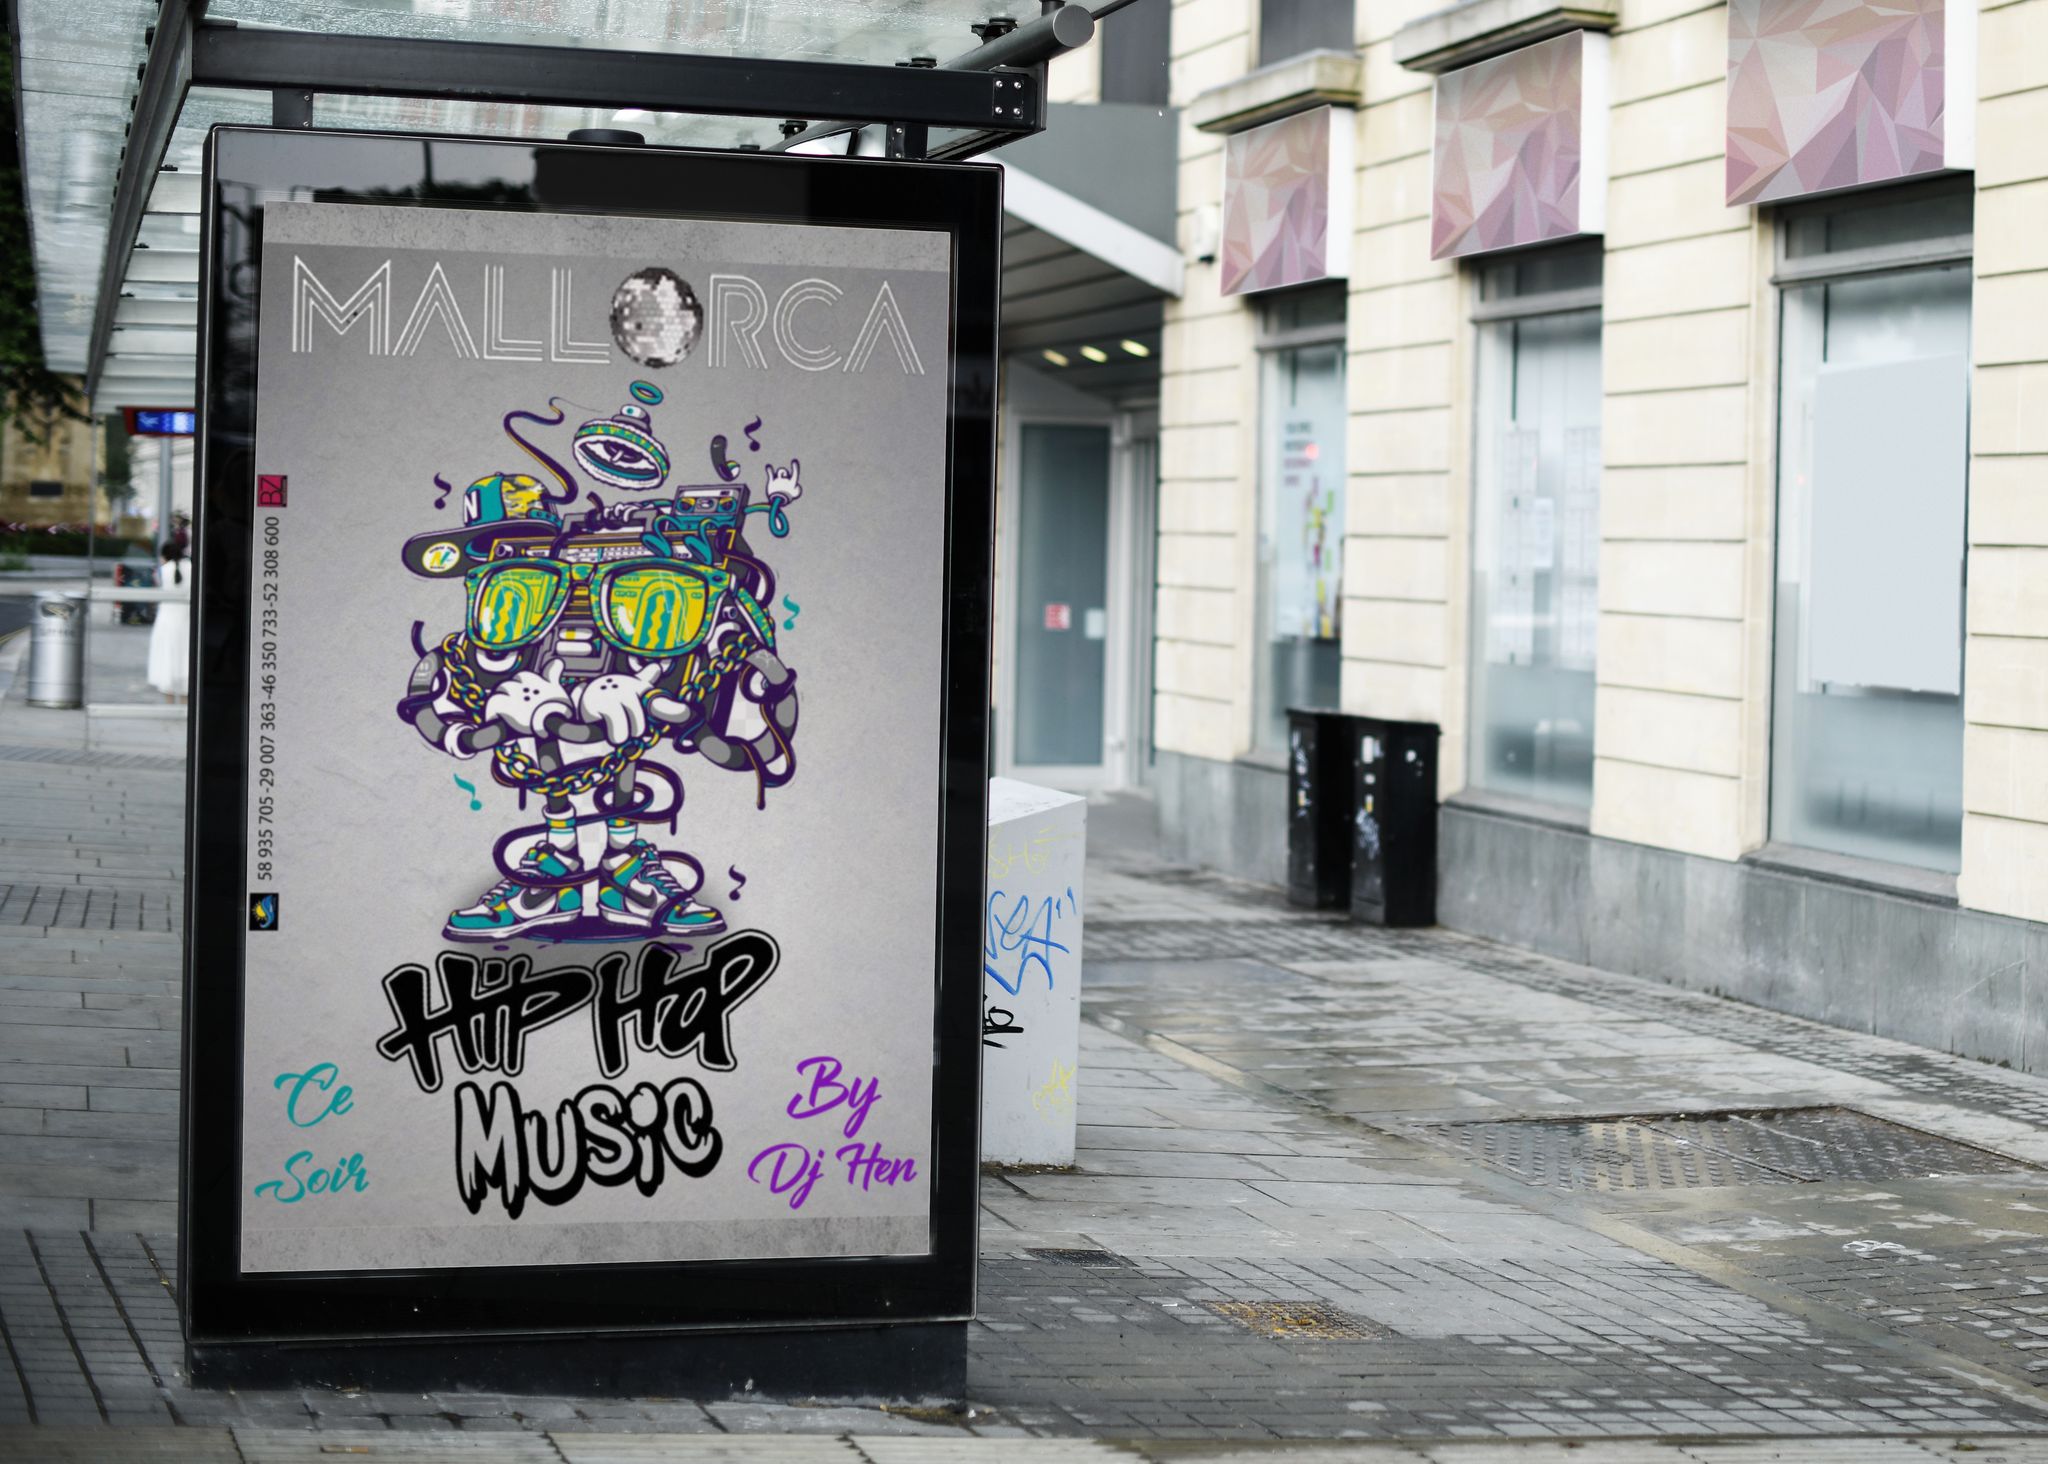 MALLORCA
BZ
58 935 705-29 007 363-46 350 733-52 308 600
N
HIP HOP
MUSIC
Ce
Soir
By
Dj Hen